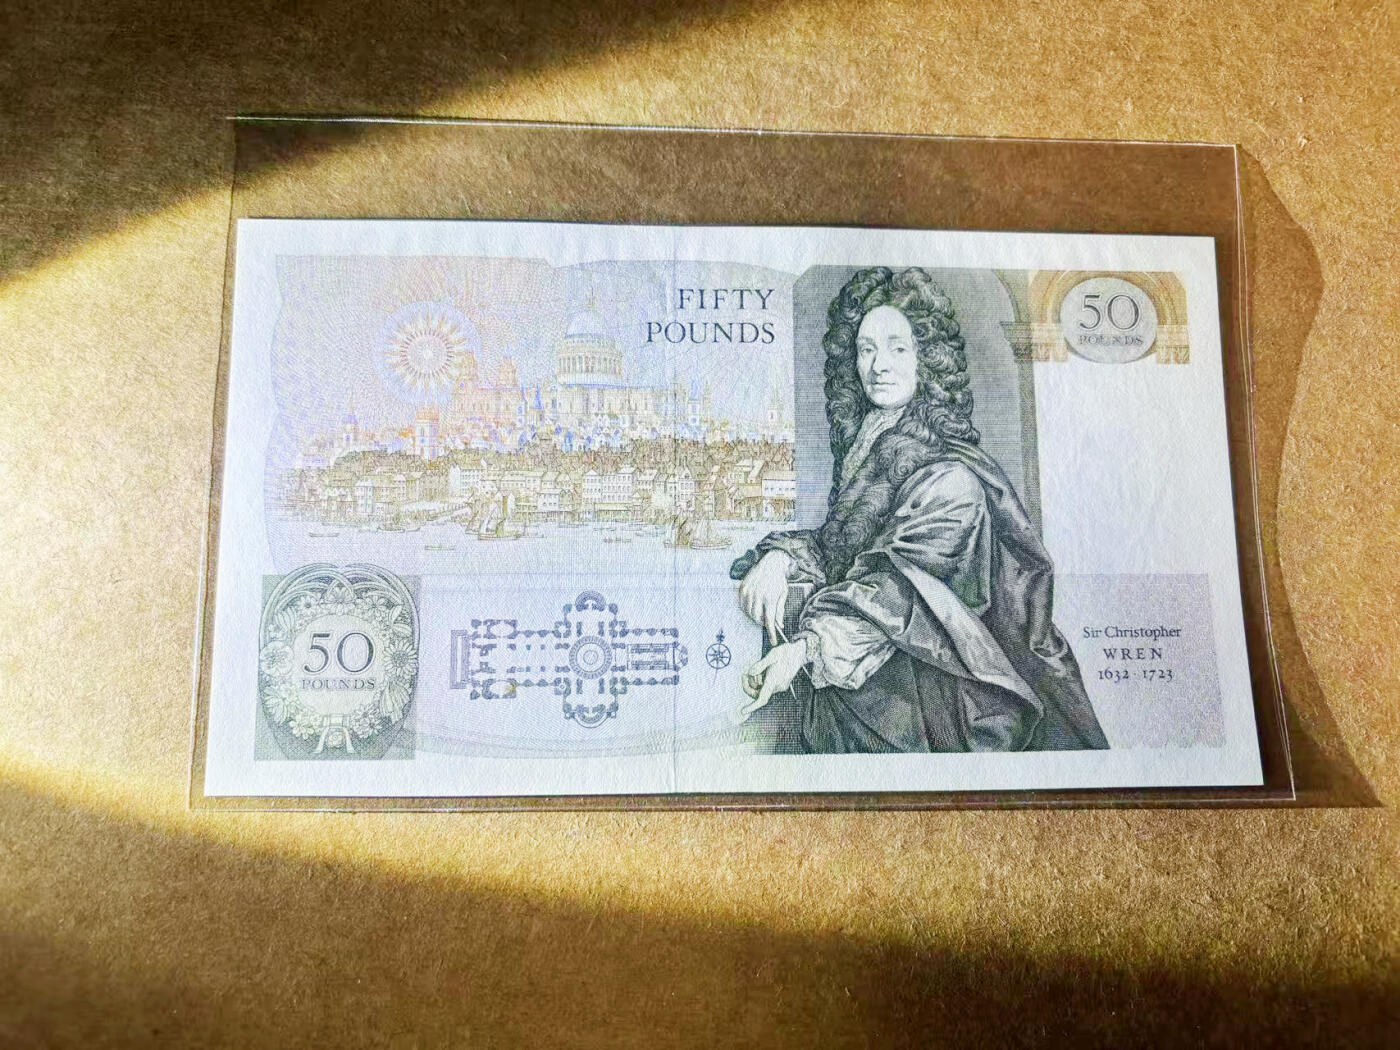 FIFTY
POUNDS
50
POUNDS
50
POUNDS
Sir Christopher
WREN
1632·1723